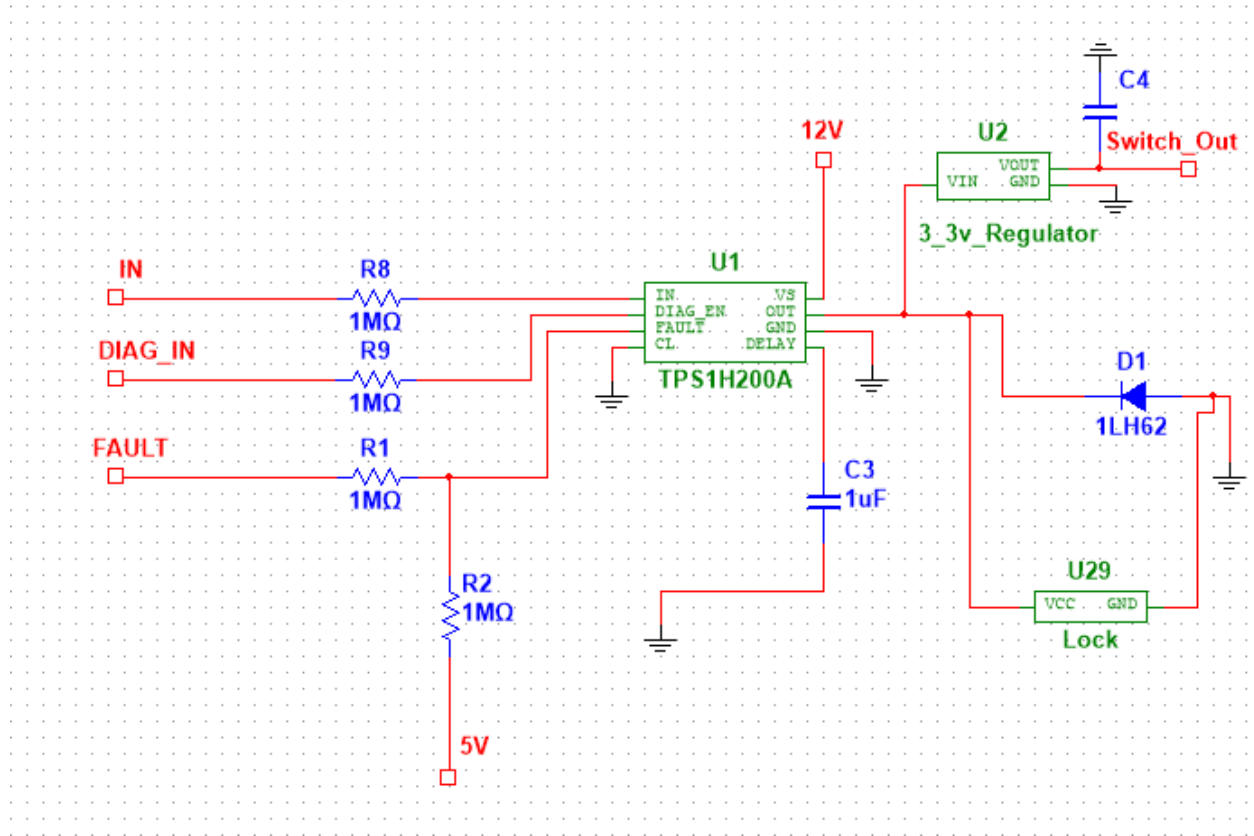 C4
12V
U2
Switch_Out
VOUT
VIN GND
3_3v_Regulator
IN
R8
1MΩ
U1
IN VS
DIAG_EN OUT
FAULT GND
CL DELAY
TPS1H200A
DIAG_IN
R9
1MΩ
D1
1LH62
FAULT
R1
1MΩ
C3
1uF
R2
1MΩ
U29
VCC GND
Lock
5V